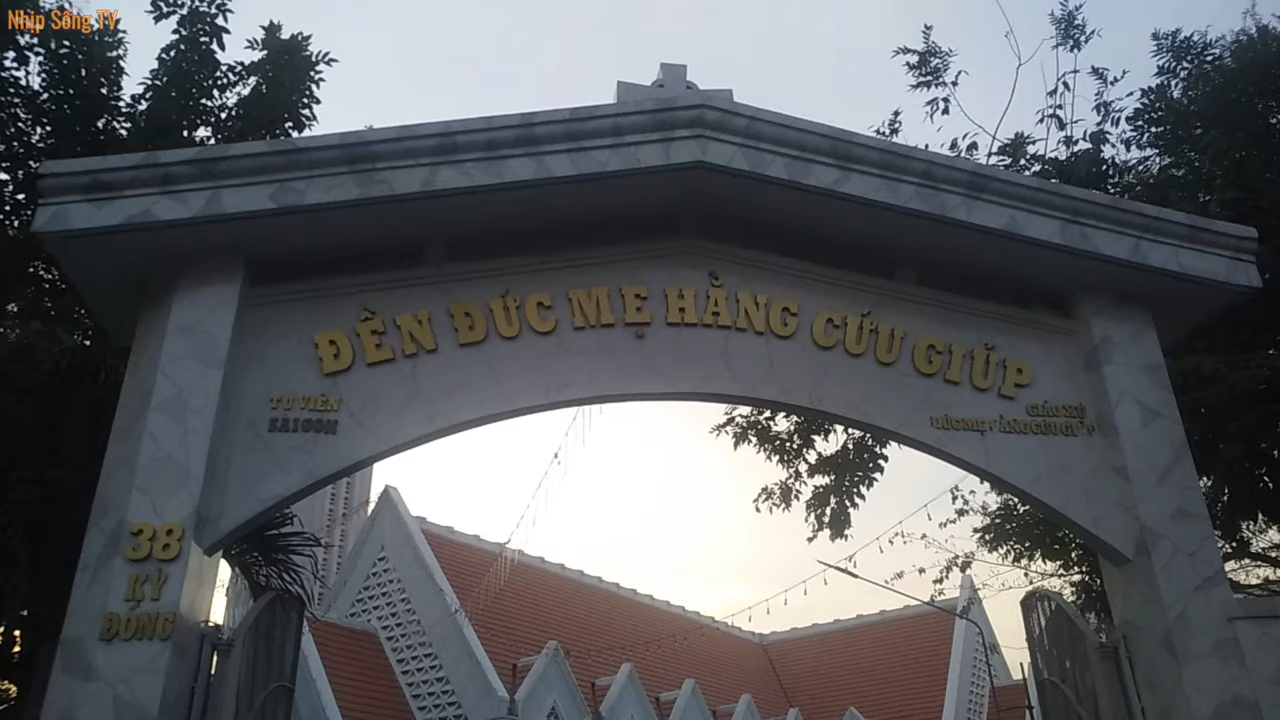 Nhịp Sống TV
ĐỀN ĐỨC MẸ HẰNG CỨU GIÚP
TU VIỆN
SAIGON
GIÁO XỨ
ĐỨC MẸ HẰNG CỨU GIÚP
38
KỲ
ĐỒNG